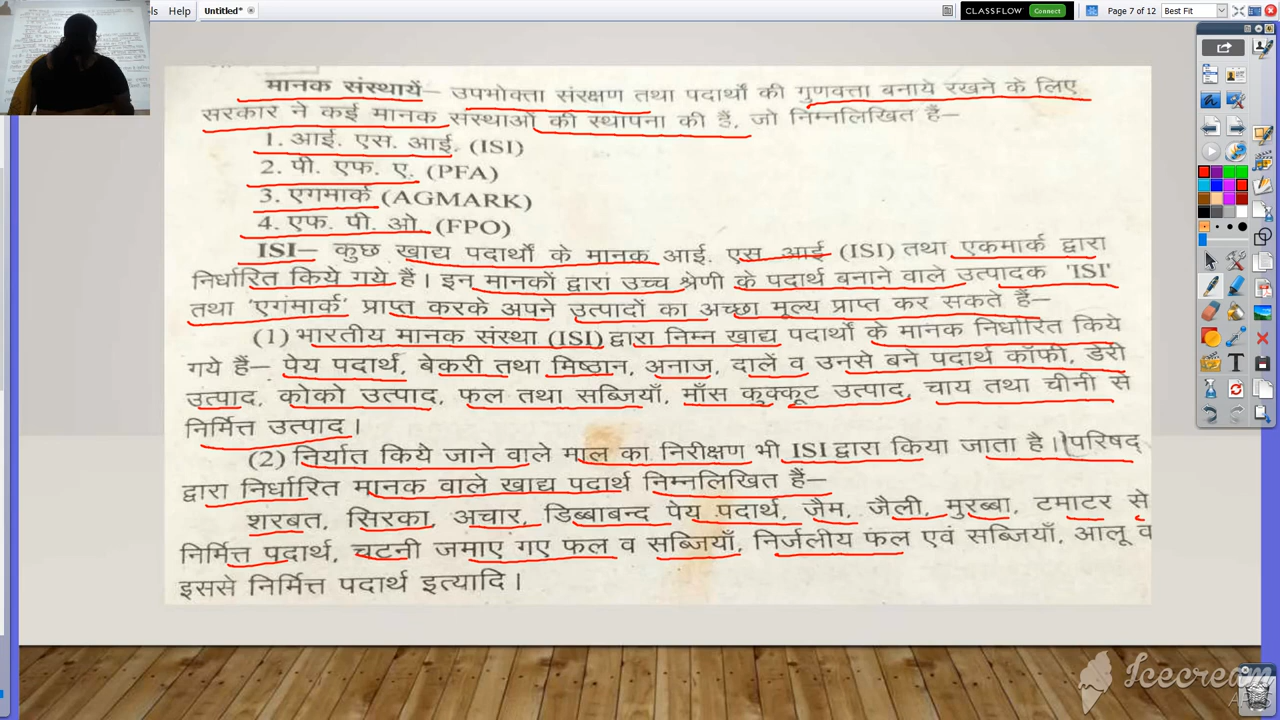 ls Help Untitled* CLASSFLOW Connect Page 7 of 12 Best Fit
मानक संस्थायें– उपभोक्ता संरक्षण तथा पदार्थों की गुणवत्ता बनाये रखने के लिए
सरकार ने कई मानक संस्थाओं की स्थापना की है, जो निम्नलिखित हैं–
1. आई. एस. आई. (ISI)
2. पी. एफ. ए. (PFA)
3. एगमार्क (AGMARK)
4. एफ. पी. ओ. (FPO)
ISI– कुछ खाद्य पदार्थों के मानक आई. एस आई (ISI) तथा एकमार्क द्वारा
निर्धारित किये गये हैं। इन मानकों द्वारा उच्च श्रेणी के पदार्थ बनाने वाले उत्पादक 'ISI'
तथा 'एगंमार्क' प्राप्त करके अपने उत्पादों का अच्छा मूल्य प्राप्त कर सकते हैं–
(1) भारतीय मानक संस्था (ISI) द्वारा निम्न खाद्य पदार्थों के मानक निर्धारित किये
गये हैं– पेय पदार्थ, बेकरी तथा मिष्ठान, अनाज, दालें व उनसे बने पदार्थ कॉफी, डेरी
उत्पाद, कोको उत्पाद, फल तथा सब्जियाँ, माँस कुक्कूट उत्पाद, चाय तथा चीनी से
निर्मित्त उत्पाद।
(2) निर्यात किये जाने वाले माल का निरीक्षण भी ISI द्वारा किया जाता है। परिषद्
द्वारा निर्धारित मानक वाले खाद्य पदार्थ निम्नलिखित हैं–
शरबत, सिरका, अचार, डिब्बाबन्द पेय पदार्थ, जैम, जैली, मुरब्बा, टमाटर से
निर्मित्त पदार्थ, चटनी जमाए गए फल व सब्जियाँ, निर्जलीय फल एवं सब्जियाँ, आलू व
इससे निर्मित्त पदार्थ इत्यादि।
Icecream
APPS